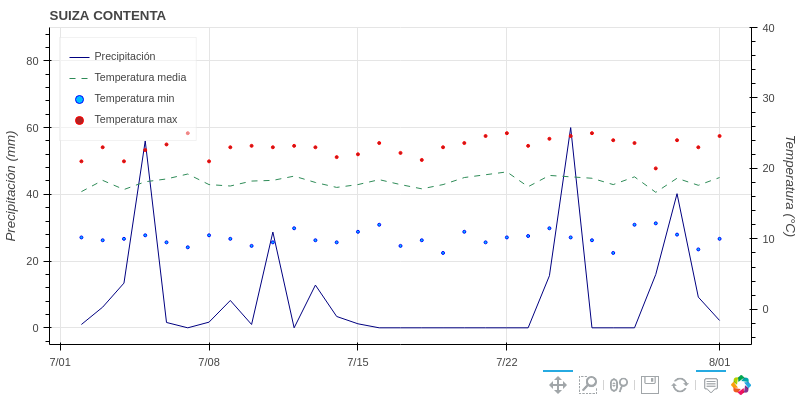 SUIZA CONTENTA
Precipitación
Temperatura media
Temperatura min
Temperatura max
Precipitación (mm)
80
60
40
20
0
40
30
20
10
0
Temperatura (°C)
7/01
7/08
7/15
7/22
8/01